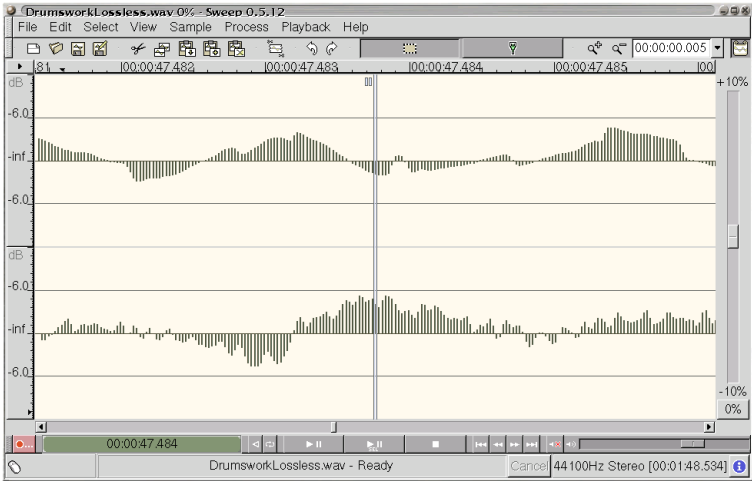 DrumsworkLossless.wav 0% - Sweep 0.5.12
File Edit Select View Sample Process Playback Help
00:00:00.005
81 00:00:47.482 00:00:47.483 00:00:47.484 00:00:47.485 00
+10%
dB
-6.0
-inf
-6.0
dB
-6.0
-inf
-6.0
-10%
0%
00:00:47.484
DrumsworkLossless.wav - Ready
Cancel
44100Hz Stereo [00:01:48.534]